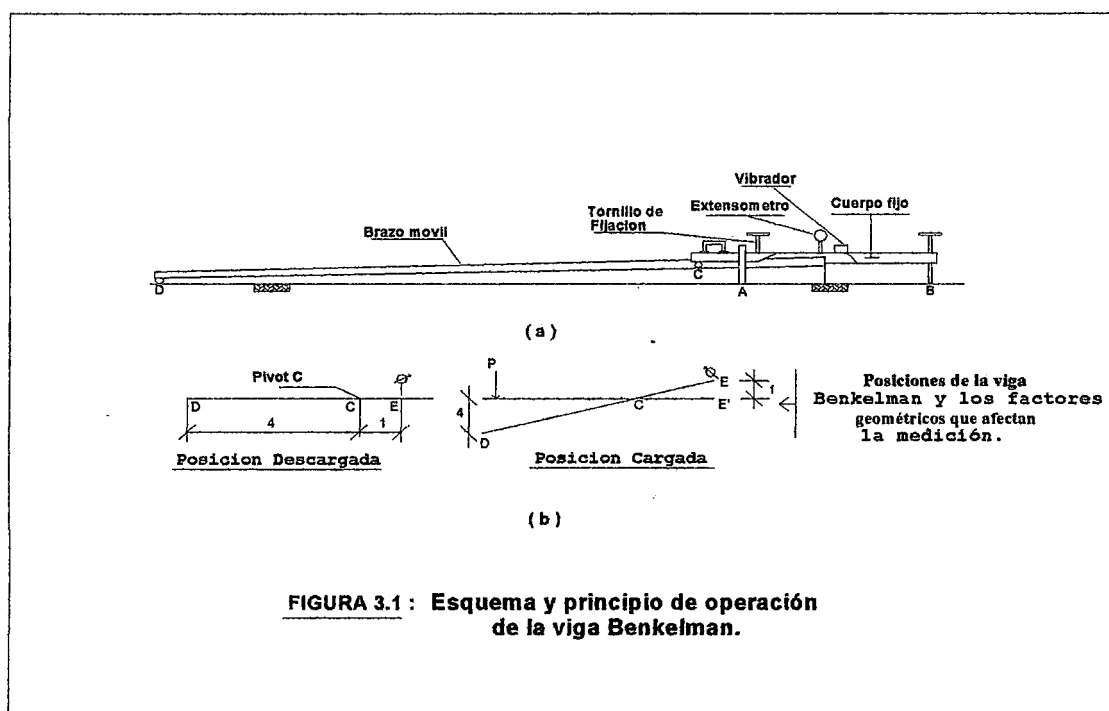 Vibrador
Extensometro
Cuerpo fijo
Tornillo de
Fijacion
Brazo movil
D
C
A
B
(a)
Pivot C
D
C
E
4
1
Posicion Descargada
P
4
D
C
E
E'
1
Posicion Cargada
Posiciones de la viga
Benkelman y los factores
geométricos que afectan
la medición.
(b)
FIGURA 3.1 : Esquema y principio de operación
de la viga Benkelman.